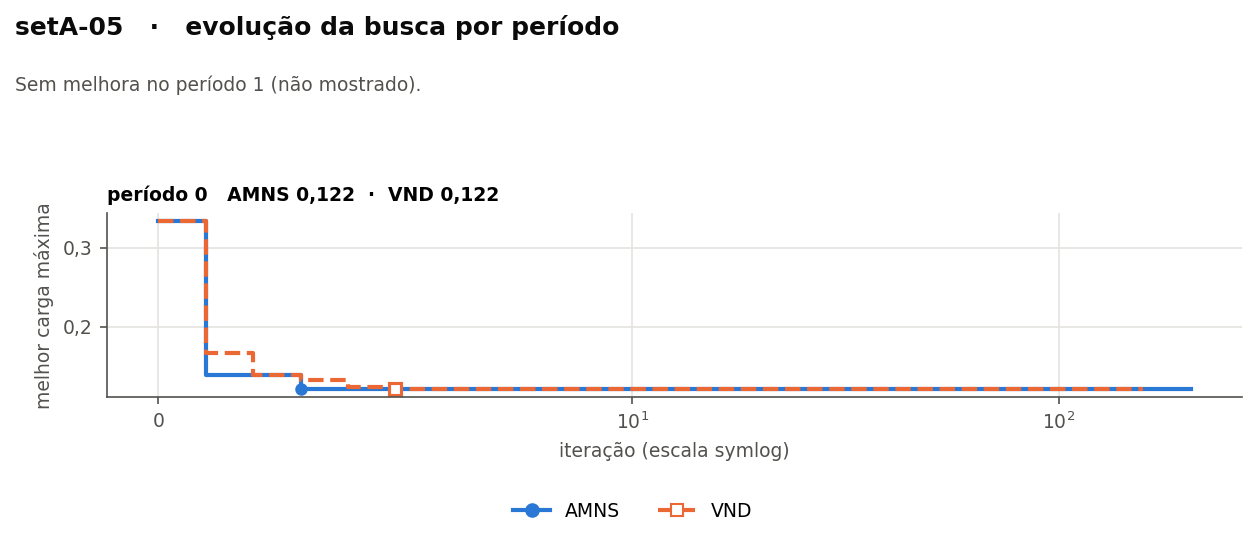 setA-05 · evolução da busca por período
Sem melhora no período 1 (não mostrado).
período 0 AMNS 0,122 · VND 0,122
melhor carga máxima
0,3
0,2
0
10¹
10²
iteração (escala symlog)
AMNS
VND